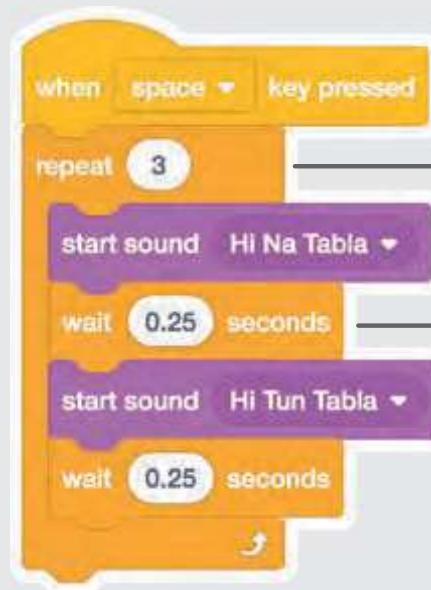 when space key pressed
repeat 3
start sound Hi Na Tabla
wait 0.25 seconds
start sound Hi Tun Tabla
wait 0.25 seconds